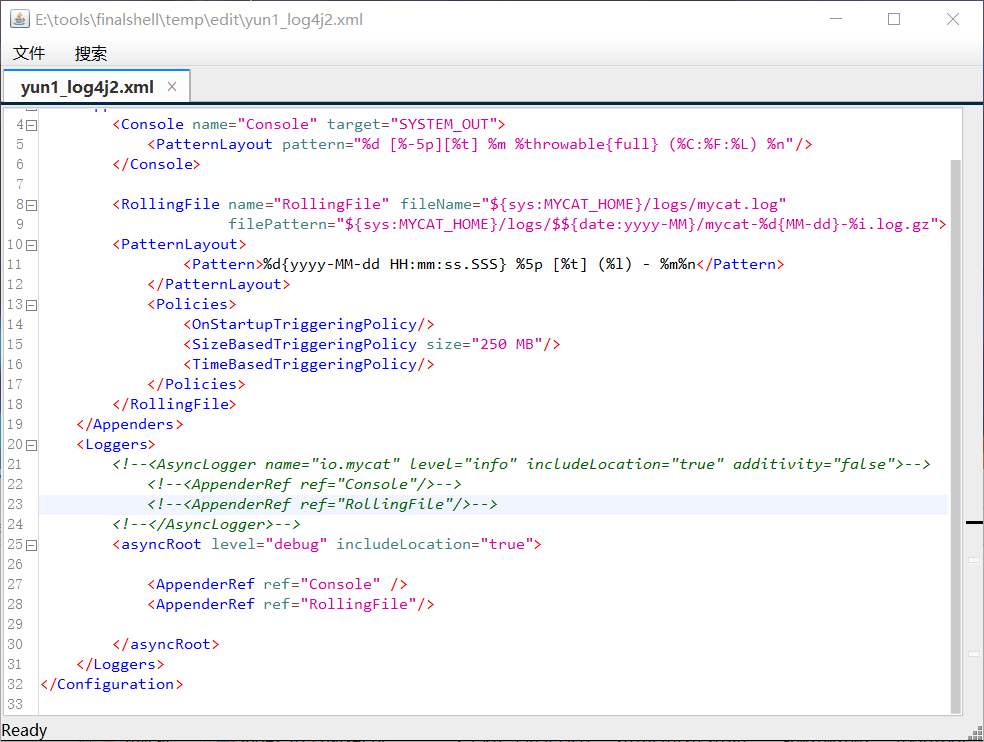 E:\tools\finalshell\temp\edit\yun1_log4j2.xml
文件 搜索
yun1_log4j2.xml
4 <Console name="Console" target="SYSTEM_OUT">
5 <PatternLayout pattern="%d [%-5p][%t] %m %throwable{full} (%C:%F:%L) %n"/>
6 </Console>
7
8 <RollingFile name="RollingFile" fileName="${sys:MYCAT_HOME}/logs/mycat.log"
9 filePattern="${sys:MYCAT_HOME}/logs/$${date:yyyy-MM}/mycat-%d{MM-dd}-%i.log.gz">
10 <PatternLayout>
11 <Pattern>%d{yyyy-MM-dd HH:mm:ss.SSS} %5p [%t] (%l) - %m%n</Pattern>
12 </PatternLayout>
13 <Policies>
14 <OnStartupTriggeringPolicy/>
15 <SizeBasedTriggeringPolicy size="250 MB"/>
16 <TimeBasedTriggeringPolicy/>
17 </Policies>
18 </RollingFile>
19 </Appenders>
20 <Loggers>
21 <!--<AsyncLogger name="io.mycat" level="info" includeLocation="true" additivity="false">-->
22 <!--<AppenderRef ref="Console"/>-->
23 <!--<AppenderRef ref="RollingFile"/>-->
24 <!--</AsyncLogger>-->
25 <asyncRoot level="debug" includeLocation="true">
26
27 <AppenderRef ref="Console" />
28 <AppenderRef ref="RollingFile"/>
29
30 </asyncRoot>
31 </Loggers>
32 </Configuration>
33
Ready